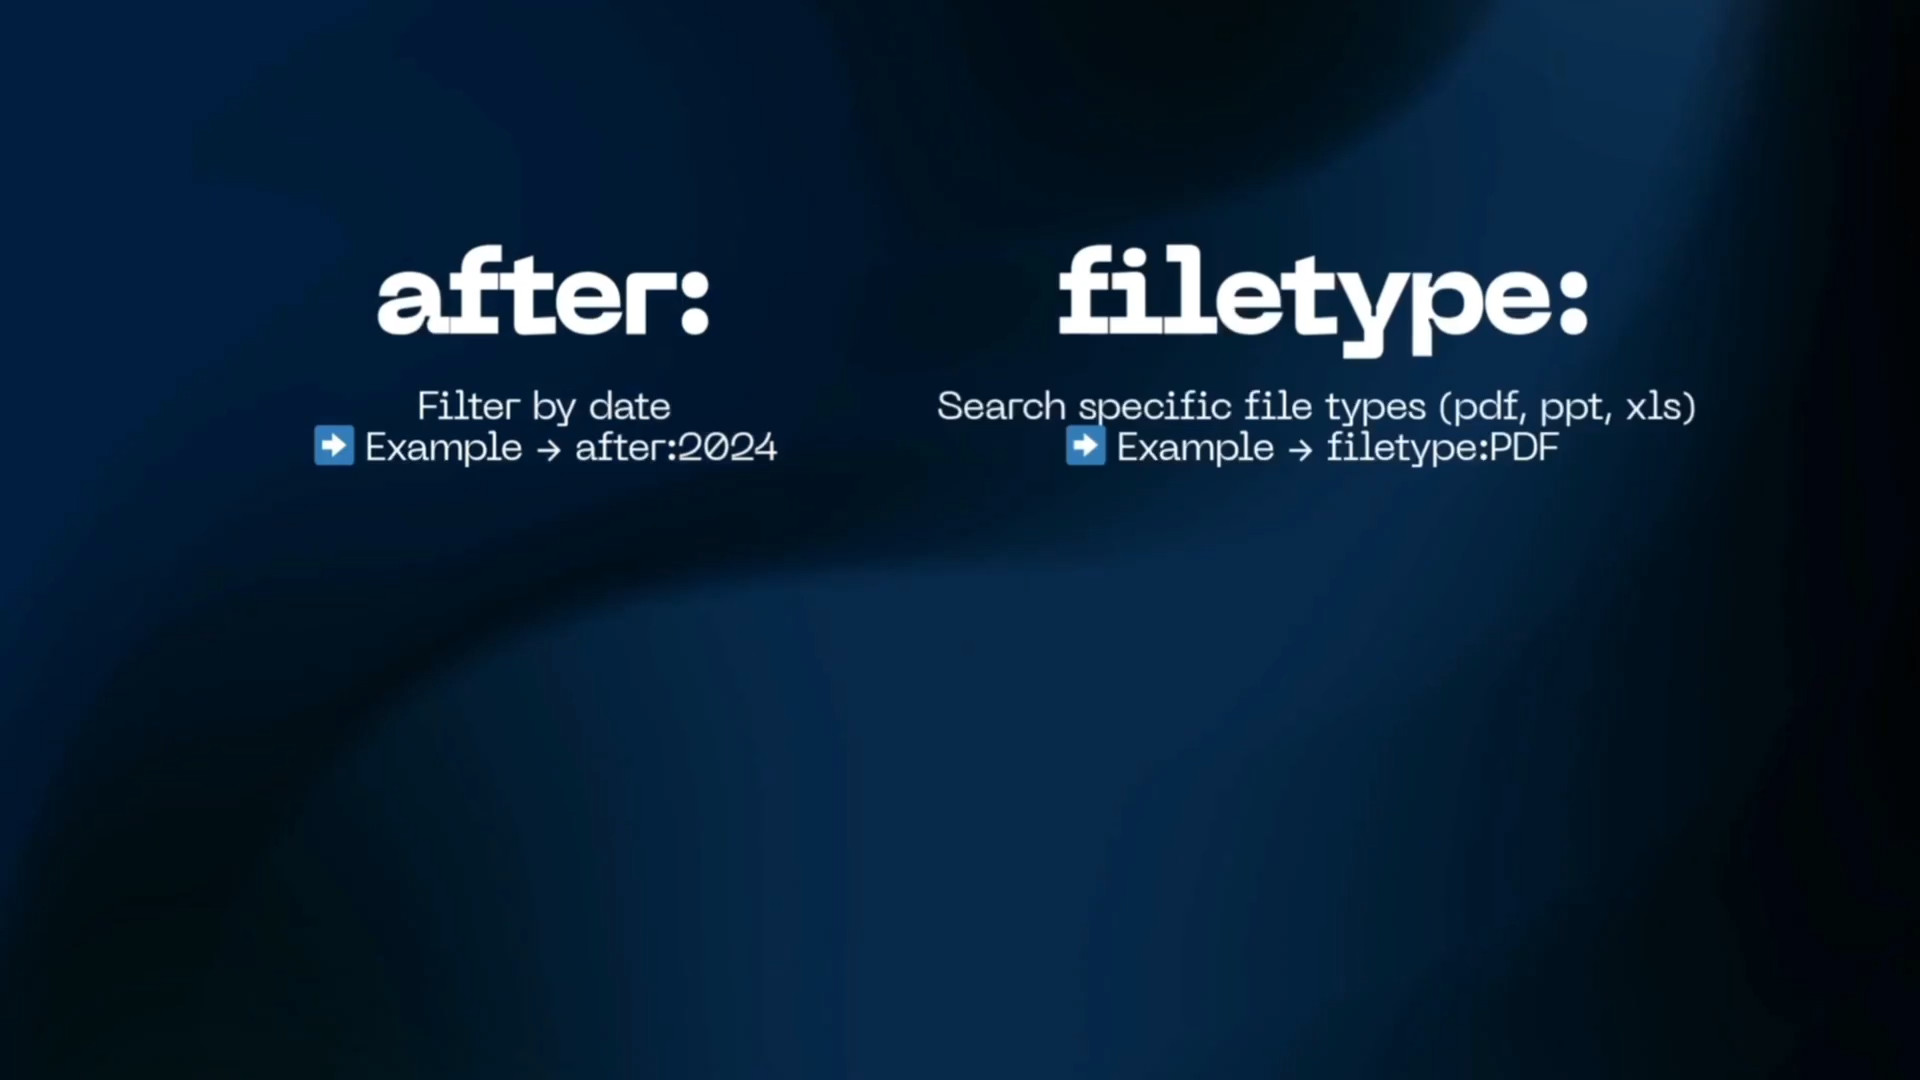 after:
Filter by date
➡️ Example → after:2024
filetype:
Search specific file types (pdf, ppt, xls)
➡️ Example → filetype:PDF